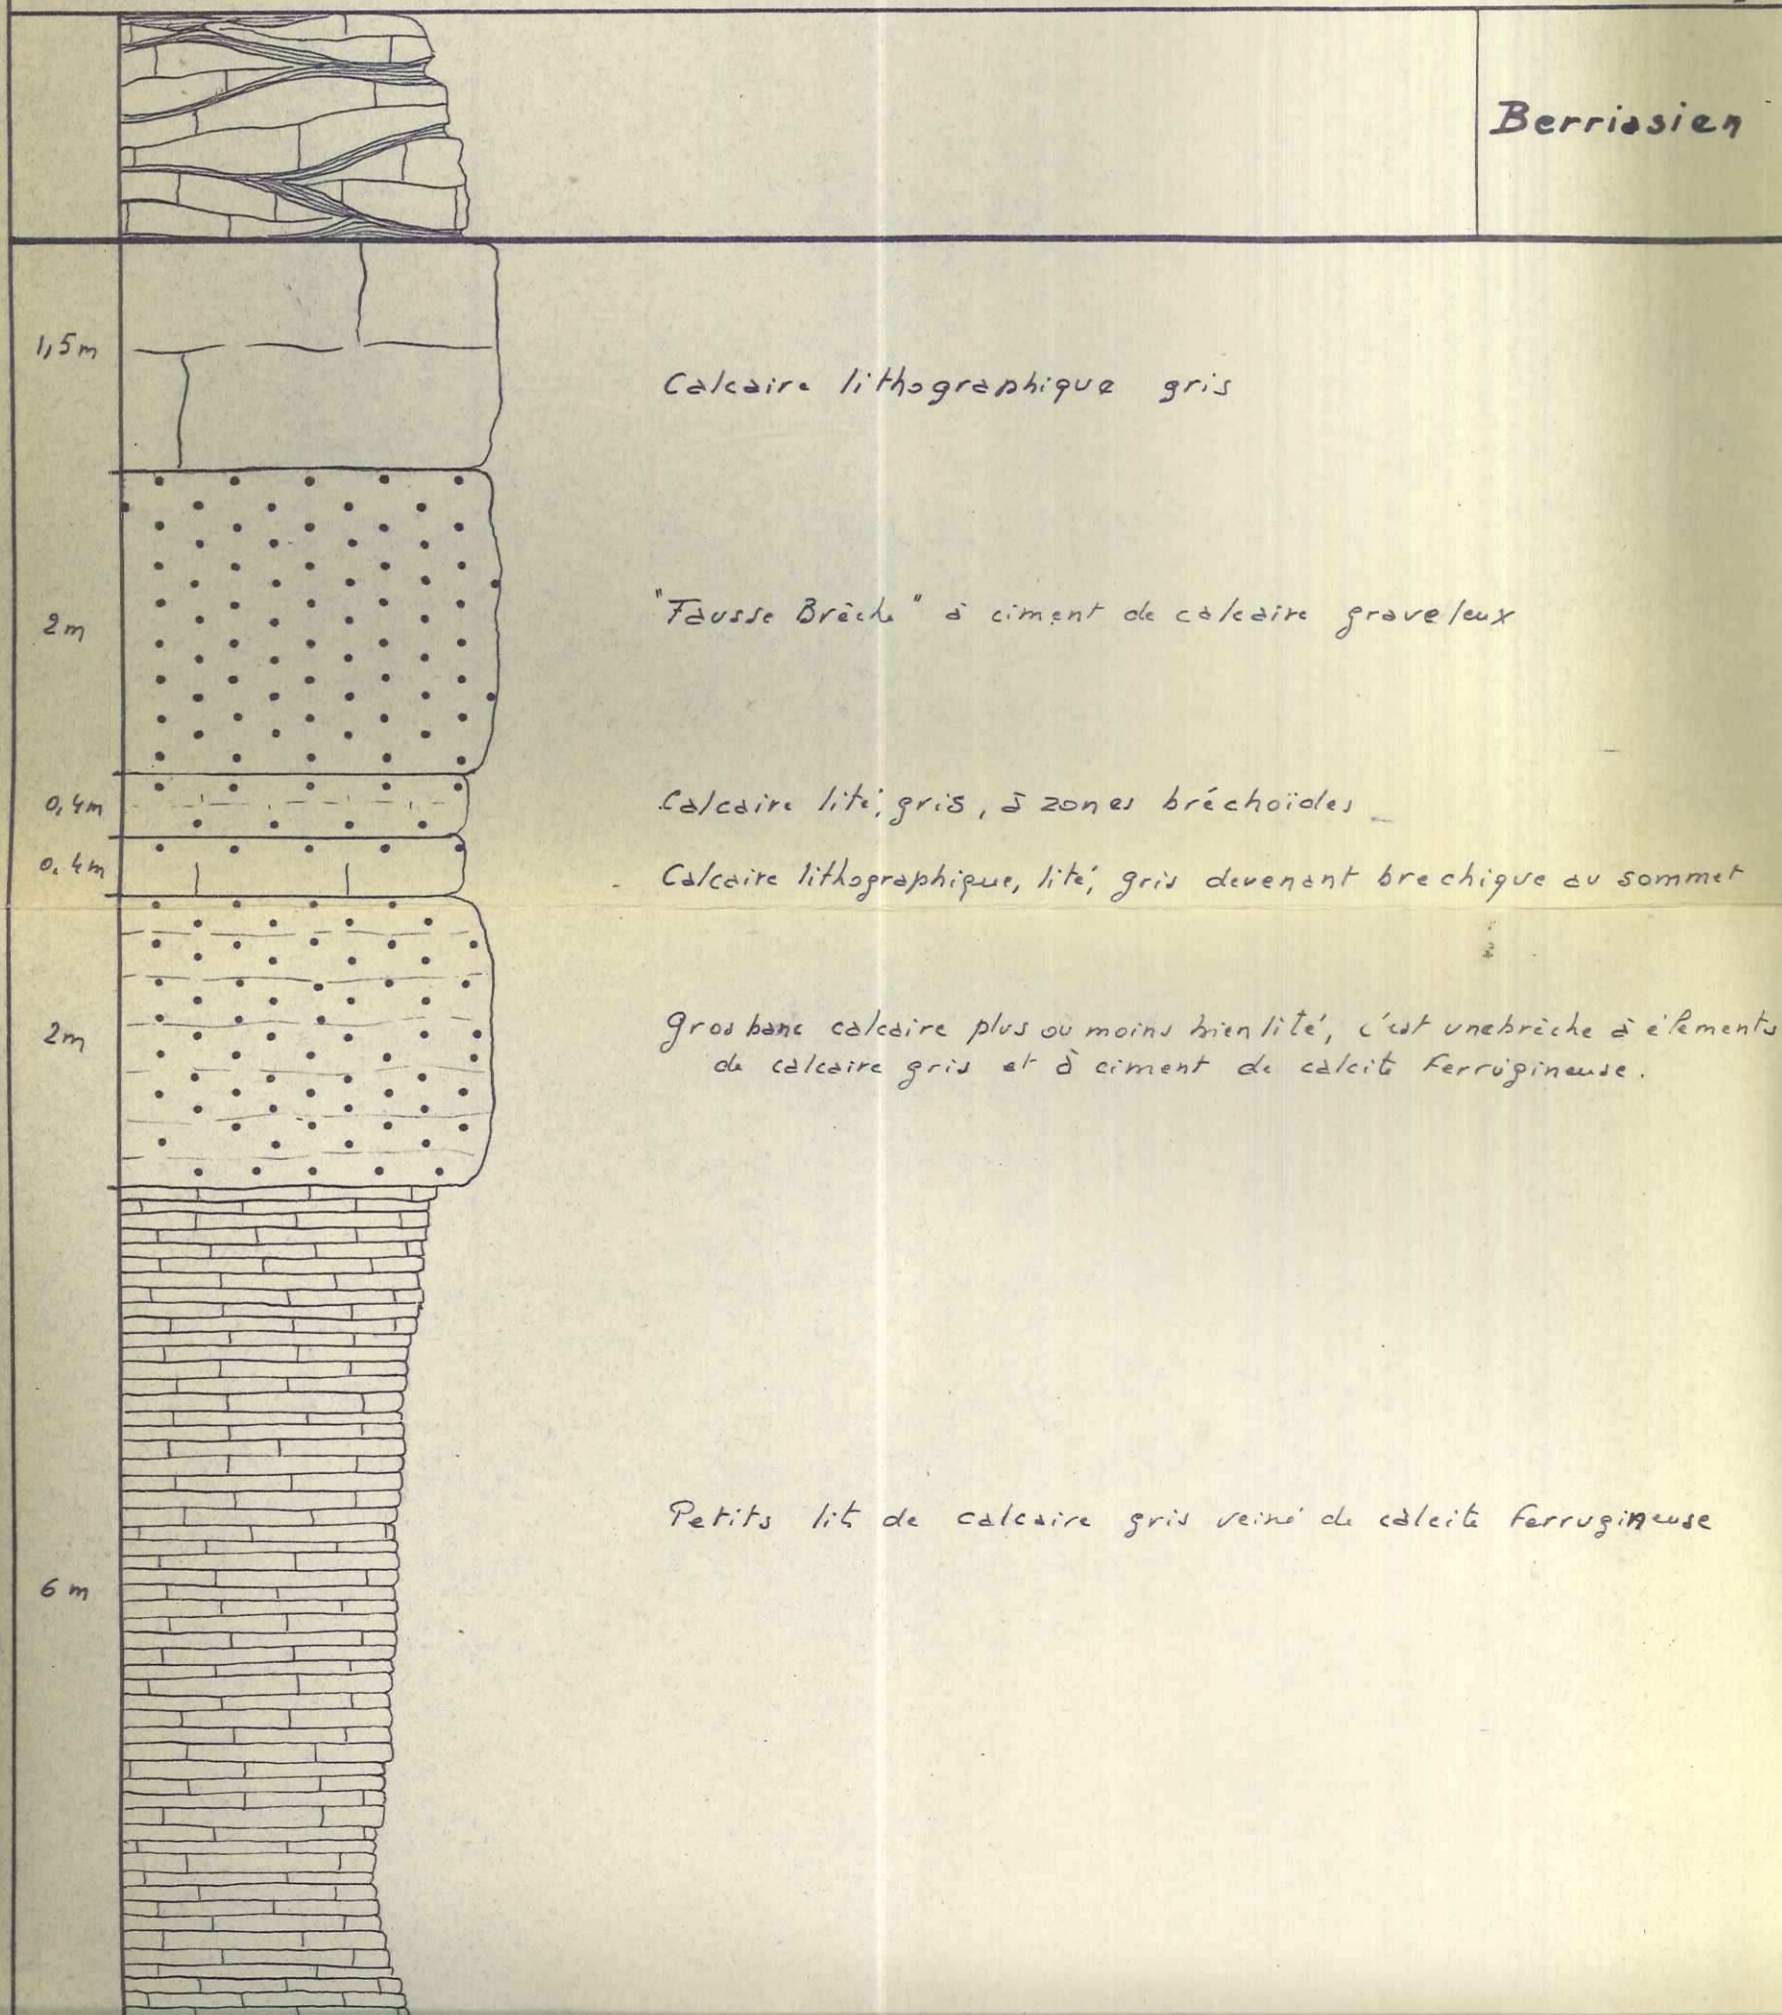 Berriasien
1,5m
Calcaire lithographique gris
2m
"Fausse Brèche" à ciment de calcaire graveleux
0,4m
Calcaire lité, gris, à zones bréchoïdes
0.4m
Calcaire lithographique, lité, gris devenant brechique au sommet
2m
Gros banc calcaire plus ou moins bien lité, c'est une brèche à élements
de calcaire gris et à ciment de calcite ferrugineuse.
Petits lits de calcaire gris veiné de calcite ferrugineuse
6 m